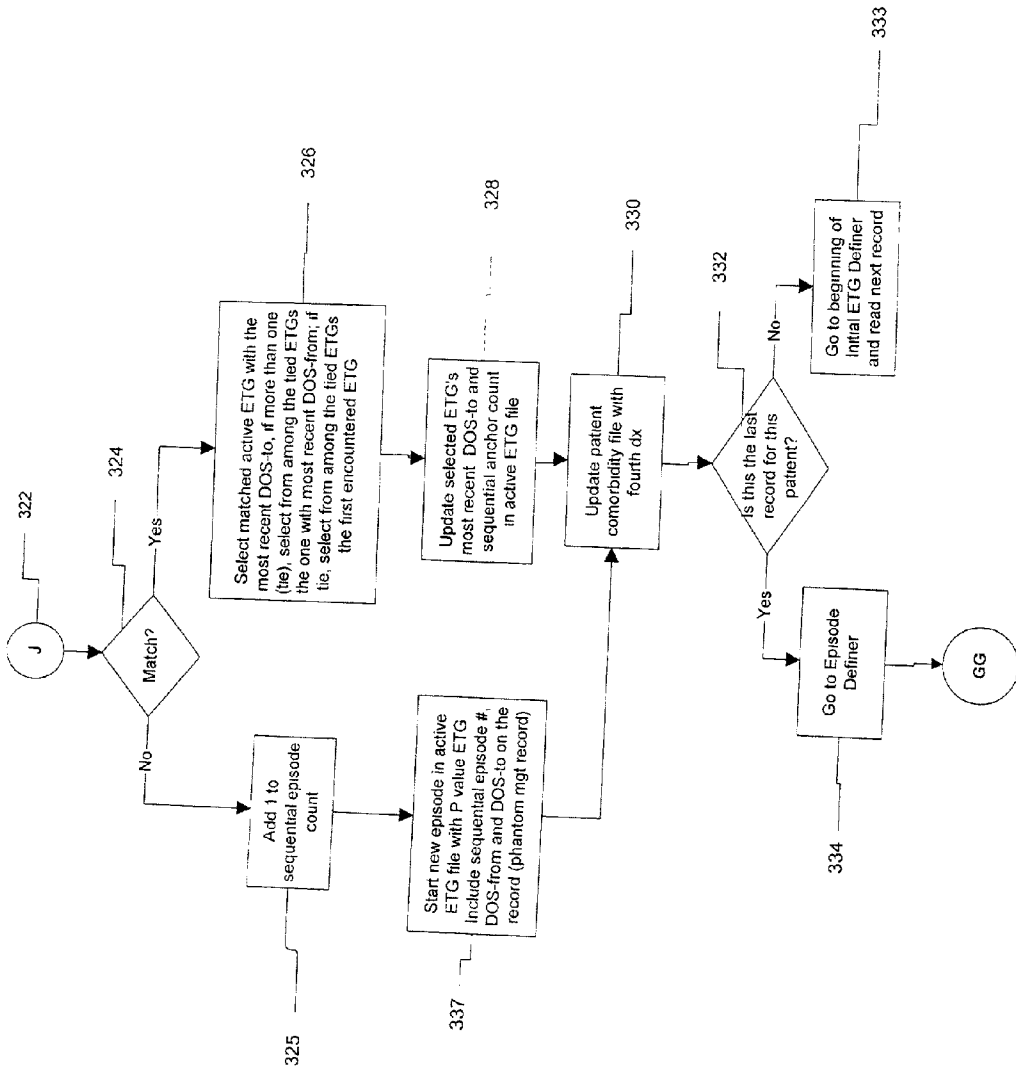 J
322
Match?
324
Yes
No
Select matched active ETG with the
most recent DOS-to, if more than one
(tie), select from among the tied ETGs
the one with most recent DOS-from; if
tie, select from among the tied ETGs
the first encountered ETG
326
Add 1 to
sequential episode
count
325
Update selected ETG's
most recent DOS-to and
sequential anchor count
in active ETG file
328
Start new episode in active
ETG file with P value ETG
Include sequential episode #,
DOS-from and DOS-to on the
record (phantom mgt record)
337
Update patient
comorbidity file with
fourth dx
330
Is this the last
record for this
patient?
332
Yes
No
Go to Episode
Definer
334
Go to beginning of
Initial ETG Definer
and read next record
333
GG